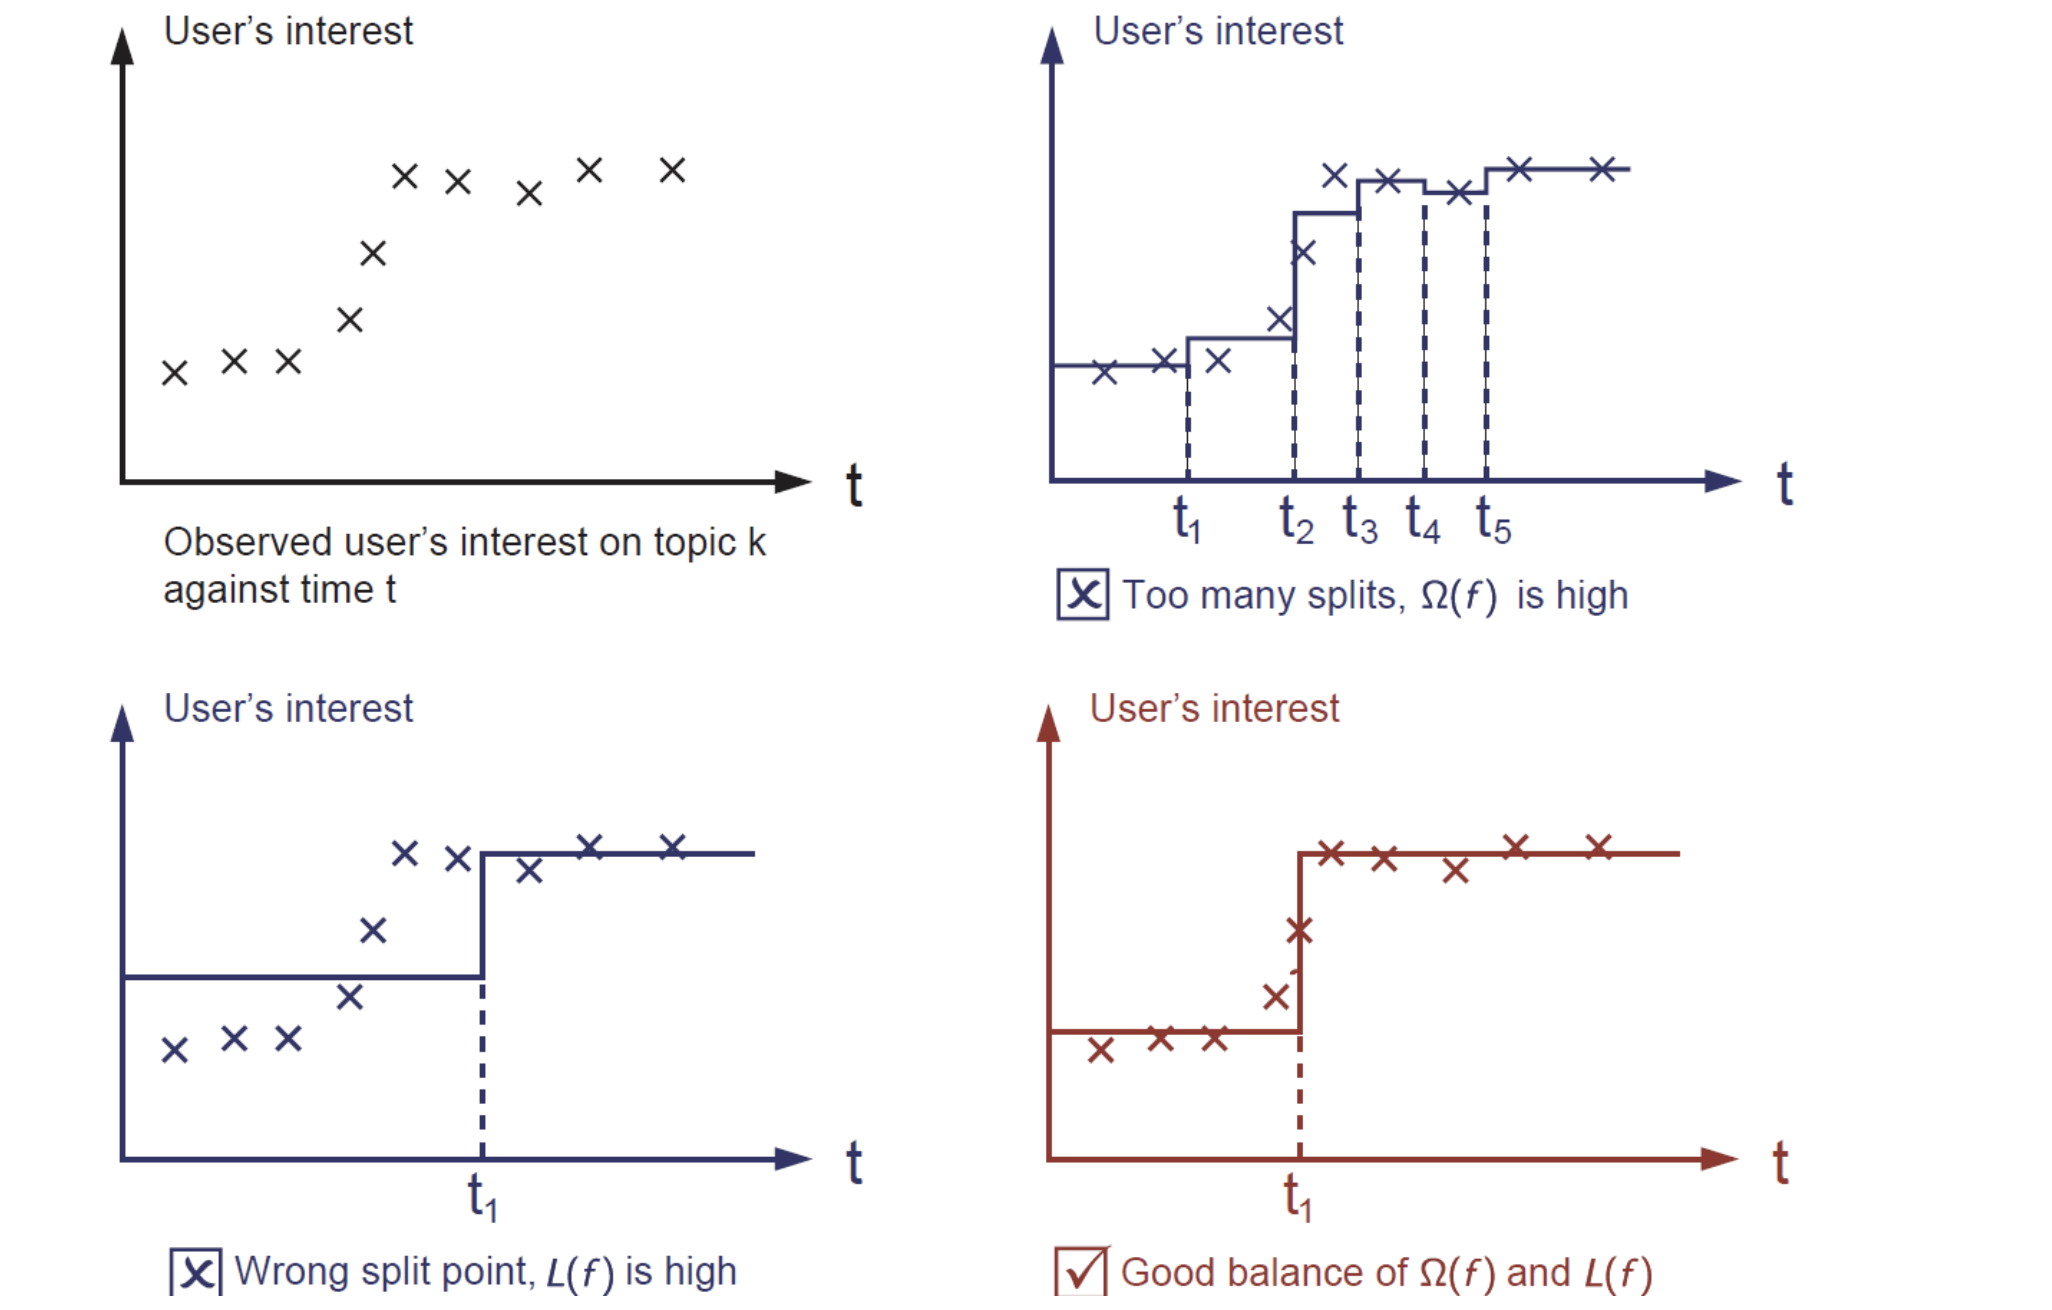 User's interest
t
Observed user's interest on topic k
against time t
User's interest
t
t₁ t₂ t₃ t₄ t₅
Too many splits, Ω(f) is high
User's interest
t
t₁
Wrong split point, L(f) is high
User's interest
t
t₁
Good balance of Ω(f) and L(f)